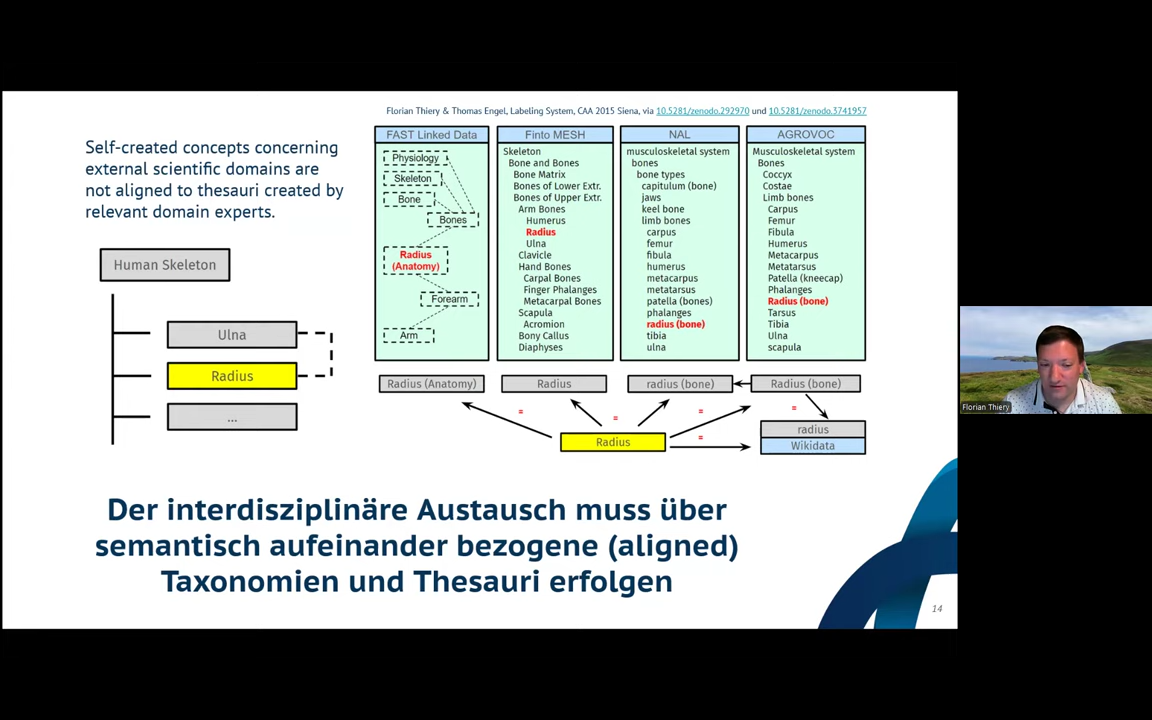 Florian Thiery & Thomas Engel, Labeling System, CAA 2015 Siena, via 10.5281/zenodo.292970 und 10.5281/zenodo.3741957
Self-created concepts concerning
external scientific domains are
not aligned to thesauri created by
relevant domain experts.
Human Skeleton
Ulna
Radius
...
FAST Linked Data
Physiology
Skeleton
Bone
Bones
Radius
(Anatomy)
Forearm
Arm
Finto MESH
Skeleton
Bone and Bones
Bone Matrix
Bones of Lower Extr.
Bones of Upper Extr.
Arm Bones
Humerus
Radius
Ulna
Clavicle
Hand Bones
Carpal Bones
Finger Phalanges
Metacarpal Bones
Scapula
Acromion
Bony Callus
Diaphyses
NAL
musculoskeletal system
bones
bone types
capitulum (bone)
jaws
keel bone
limb bones
carpus
femur
fibula
humerus
metacarpus
metatarsus
patella (bones)
phalanges
radius (bone)
tibia
ulna
AGROVOC
Musculoskeletal system
Bones
Coccyx
Costae
Limb bones
Carpus
Femur
Fibula
Humerus
Metacarpus
Metatarsus
Patella (kneecap)
Phalanges
Radius (bone)
Tarsus
Tibia
Ulna
scapula
Radius (Anatomy)
Radius
radius (bone)
Radius (bone)
=
=
=
=
=
Radius
radius
Wikidata
Der interdisziplinäre Austausch muss über
semantisch aufeinander bezogene (aligned)
Taxonomien und Thesauri erfolgen
14
Florian Thiery